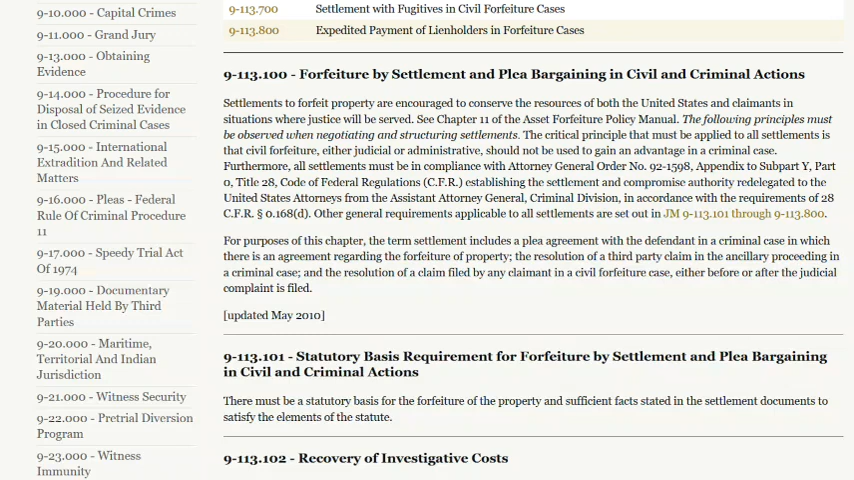 9-10.000 - Capital Crimes
9-11.000 - Grand Jury
9-13.000 - Obtaining
Evidence
9-14.000 - Procedure for
Disposal of Seized Evidence
in Closed Criminal Cases
9-15.000 - International
Extradition And Related
Matters
9-16.000 - Pleas - Federal
Rule Of Criminal Procedure
11
9-17.000 - Speedy Trial Act
Of 1974
9-19.000 - Documentary
Material Held By Third
Parties
9-20.000 - Maritime,
Territorial And Indian
Jurisdiction
9-21.000 - Witness Security
9-22.000 - Pretrial Diversion
Program
9-23.000 - Witness
Immunity
9-113.700 Settlement with Fugitives in Civil Forfeiture Cases
9-113.800 Expedited Payment of Lienholders in Forfeiture Cases
9-113.100 - Forfeiture by Settlement and Plea Bargaining in Civil and Criminal Actions
Settlements to forfeit property are encouraged to conserve the resources of both the United States and claimants in
situations where justice will be served. See Chapter 11 of the Asset Forfeiture Policy Manual. The following principles must
be observed when negotiating and structuring settlements. The critical principle that must be applied to all settlements is
that civil forfeiture, either judicial or administrative, should not be used to gain an advantage in a criminal case.
Furthermore, all settlements must be in compliance with Attorney General Order No. 92-1598, Appendix to Subpart Y, Part
0, Title 28, Code of Federal Regulations (C.F.R.) establishing the settlement and compromise authority redelegated to the
United States Attorneys from the Assistant Attorney General, Criminal Division, in accordance with the requirements of 28
C.F.R. § 0.168(d). Other general requirements applicable to all settlements are set out in JM 9-113.101 through 9-113.800.
For purposes of this chapter, the term settlement includes a plea agreement with the defendant in a criminal case in which
there is an agreement regarding the forfeiture of property; the resolution of a third party claim in the ancillary proceeding in
a criminal case; and the resolution of a claim filed by any claimant in a civil forfeiture case, either before or after the judicial
complaint is filed.
[updated May 2010]
9-113.101 - Statutory Basis Requirement for Forfeiture by Settlement and Plea Bargaining
in Civil and Criminal Actions
There must be a statutory basis for the forfeiture of the property and sufficient facts stated in the settlement documents to
satisfy the elements of the statute.
9-113.102 - Recovery of Investigative Costs